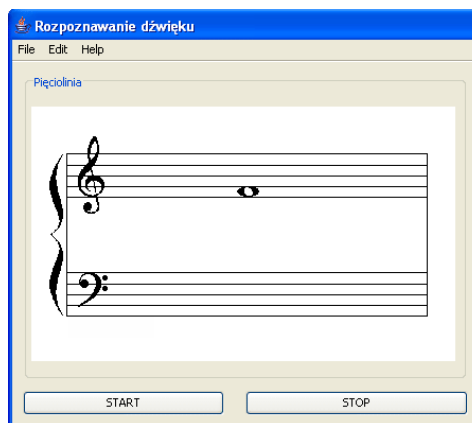 Rozpoznawanie dźwięku
File Edit Help
Pięciolinia
START STOP